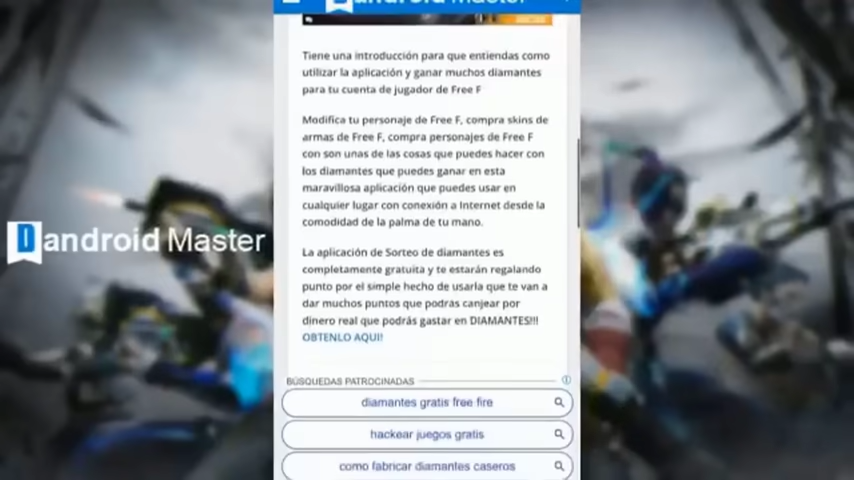 android Master
Tiene una introducción para que entiendas como
utilizar la aplicación y ganar muchos diamantes
para tu cuenta de jugador de Free F
Modifica tu personaje de Free F, compra skins de
armas de Free F, compra personajes de Free F
con son unas de las cosas que puedes hacer con
los diamantes que puedes ganar en esta
maravillosa aplicación que puedes usar en
cualquier lugar con conexión a Internet desde la
comodidad de la palma de tu mano.
Dandroid Master
La aplicación de Sorteo de diamantes es
completamente gratuita y te estarán regalando
punto por el simple hecho de usarla que te van a
dar muchos puntos que podrás canjear por
dinero real que podrás gastar en DIAMANTES!!!
OBTENLO AQUI!
BÚSQUEDAS PATROCINADAS
diamantes gratis free fire
hackear juegos gratis
como fabricar diamantes caseros